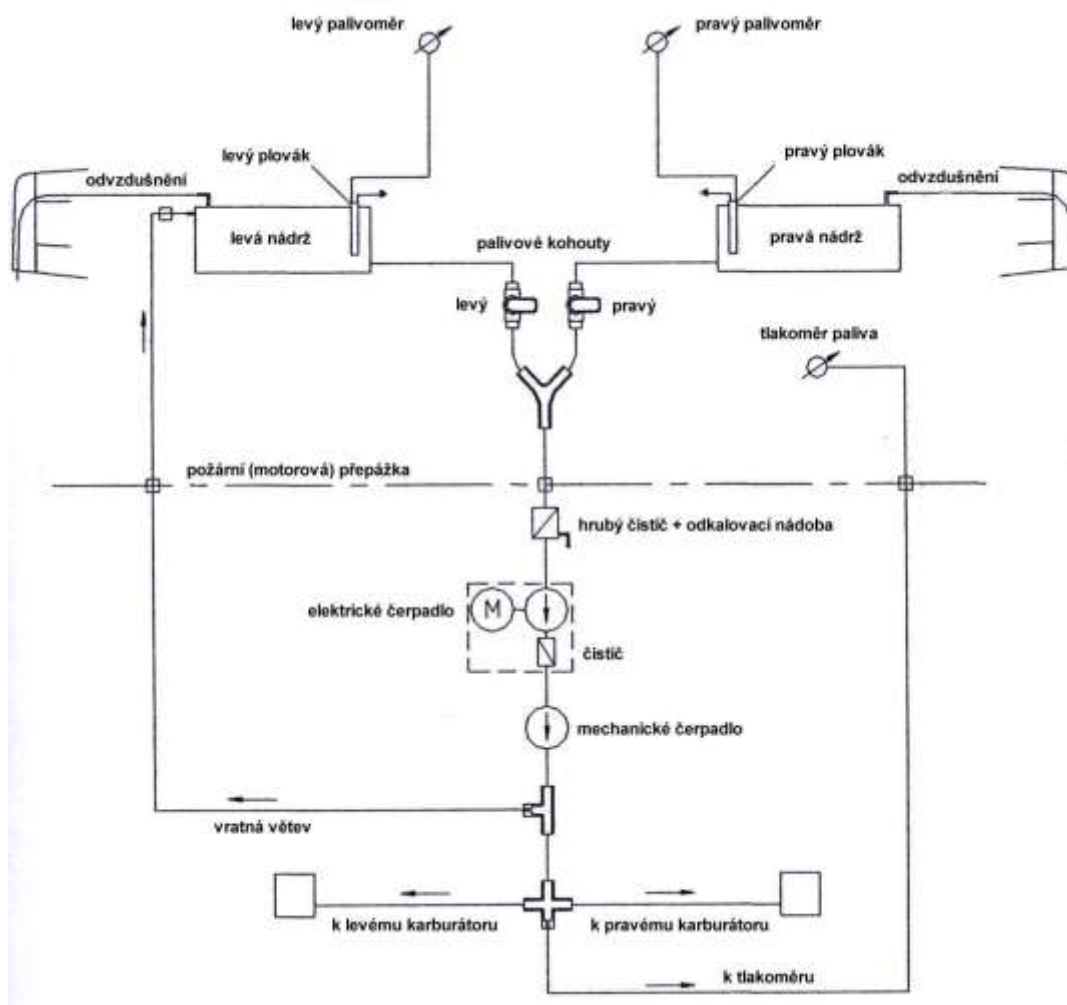 levý palivoměr
pravý palivoměr
levý plovák
pravý plovák
odvzdušnění
odvzdušnění
levá nádrž
palivové kohouty
pravá nádrž
levý
pravý
tlakoměr paliva
požární (motorová) přepážka
hrubý čistič + odkalovací nádoba
elektrické čerpadlo
M
čistič
mechanické čerpadlo
vratná větev
k levému karburátoru
k pravému karburátoru
k tlakoměru